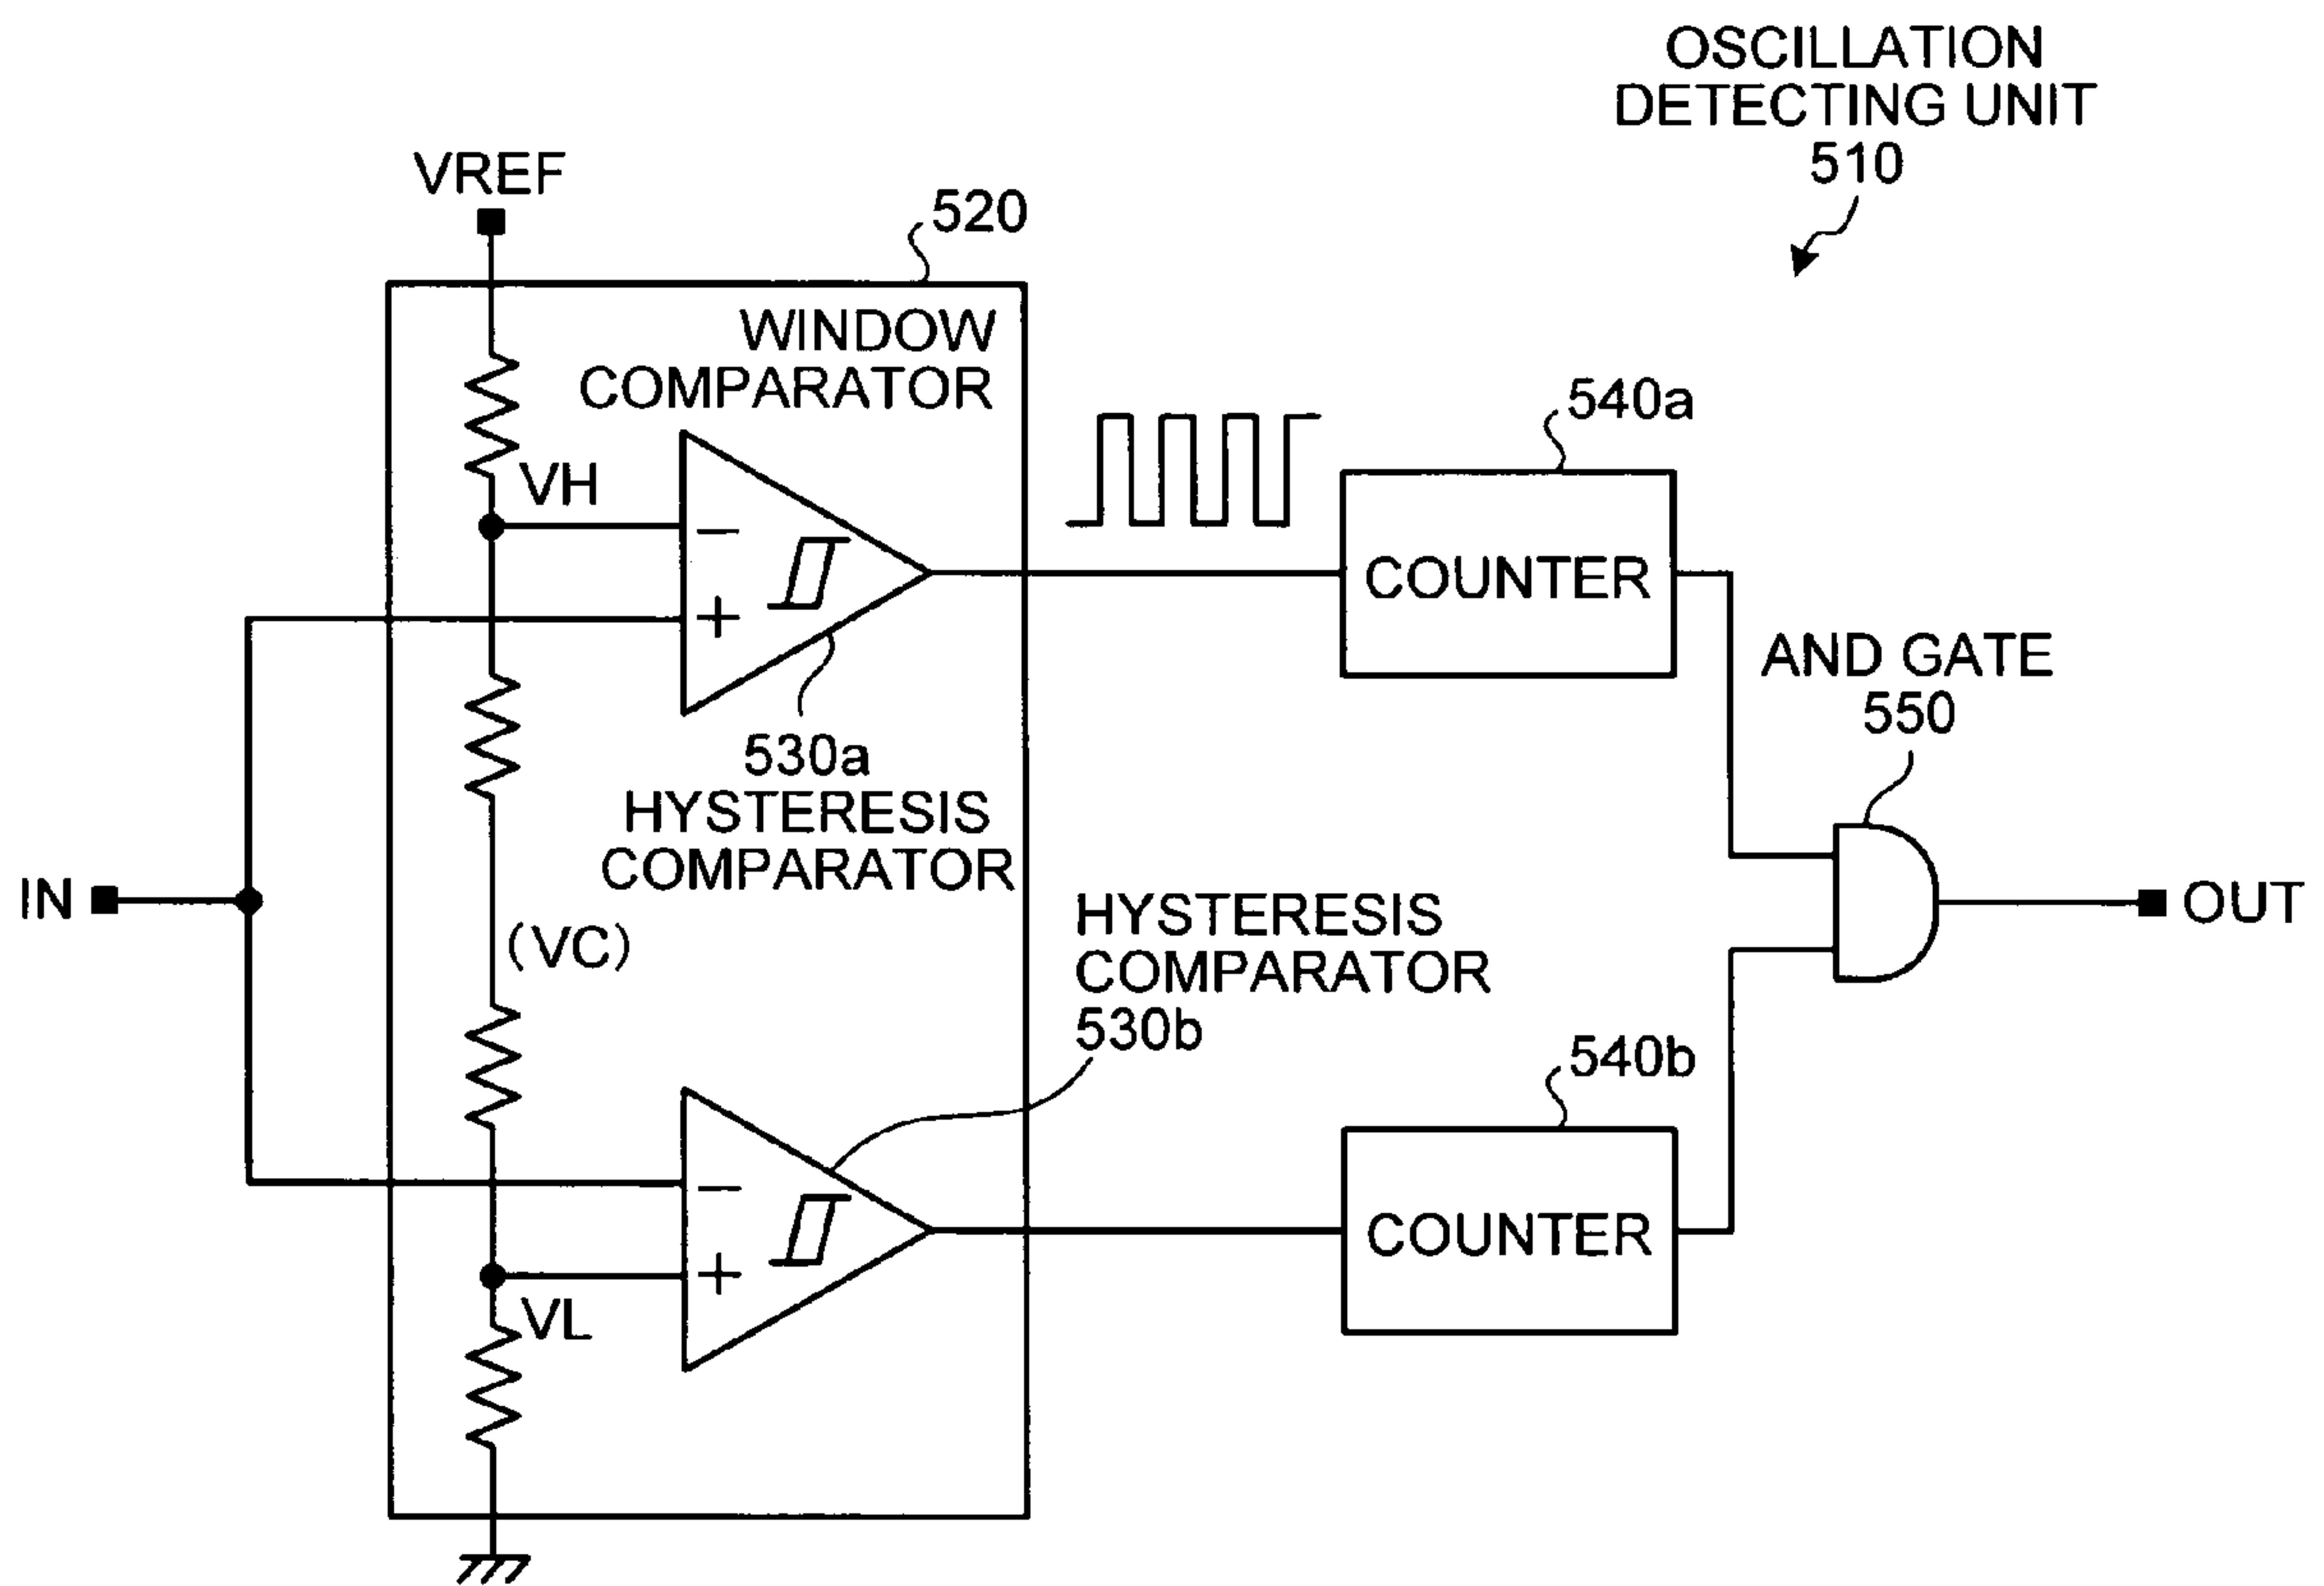 OSCILLATION
DETECTING UNIT
510
VREF
520
WINDOW
COMPARATOR
540a
VH
−
+
COUNTER
530a
HYSTERESIS
COMPARATOR
AND GATE
550
IN
(VC)
HYSTERESIS
COMPARATOR
530b
OUT
540b
−
+
COUNTER
VL